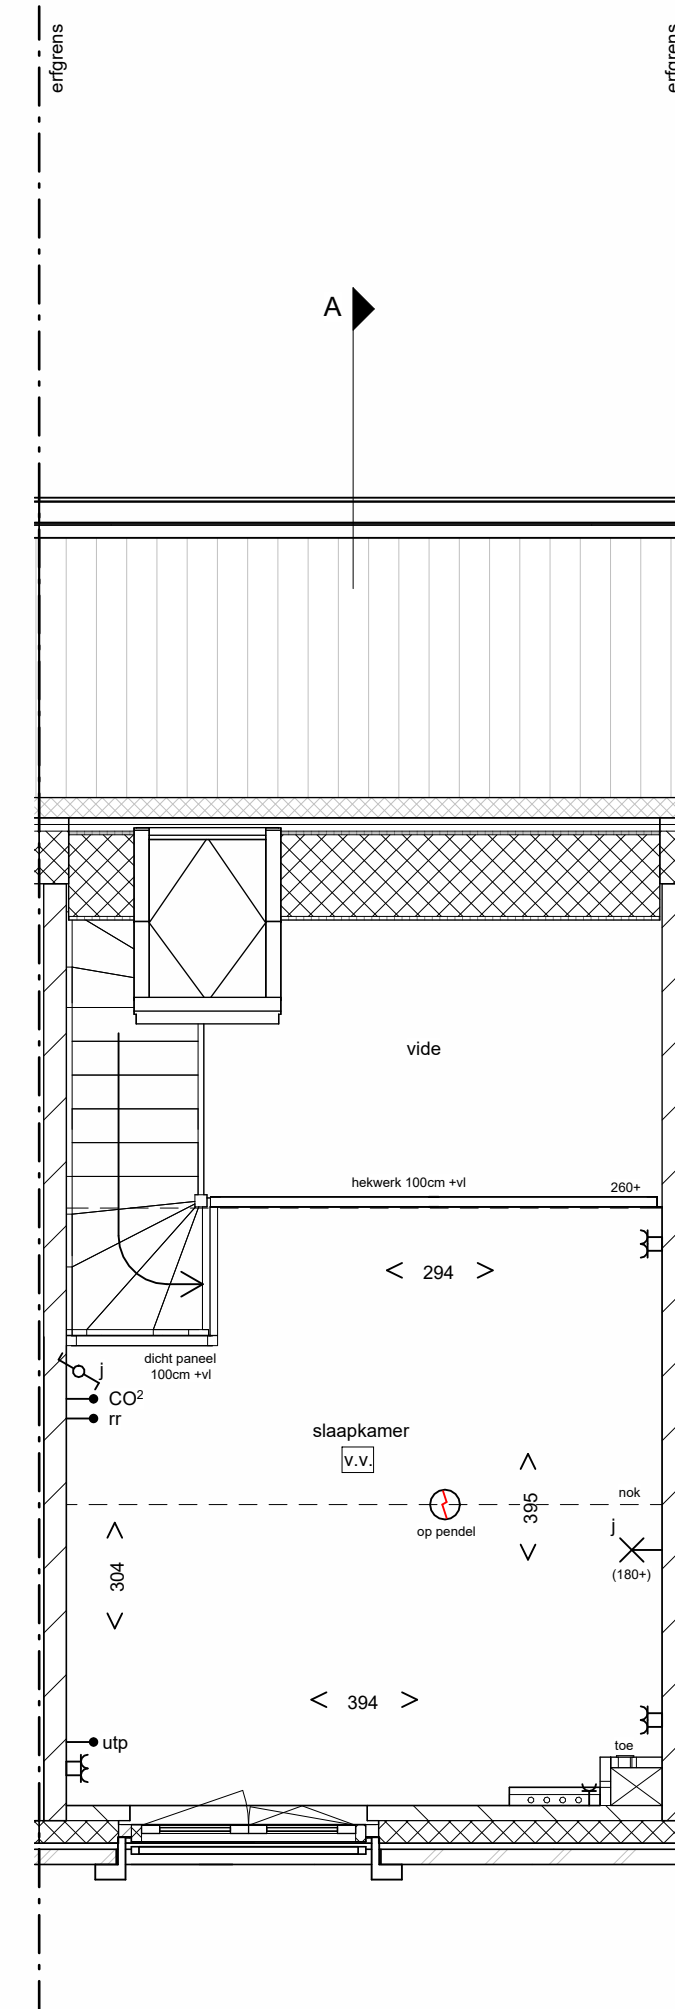 erfgrens
erfgrens
A
vide
hekwerk 100cm +vl
260+
< 294 >
dicht paneel
100cm +vl
j
CO²
rr
slaapkamer
v.v.
< 395 >
nok
op pendel
j
(180+)
< 304 >
< 394 >
utp
toe